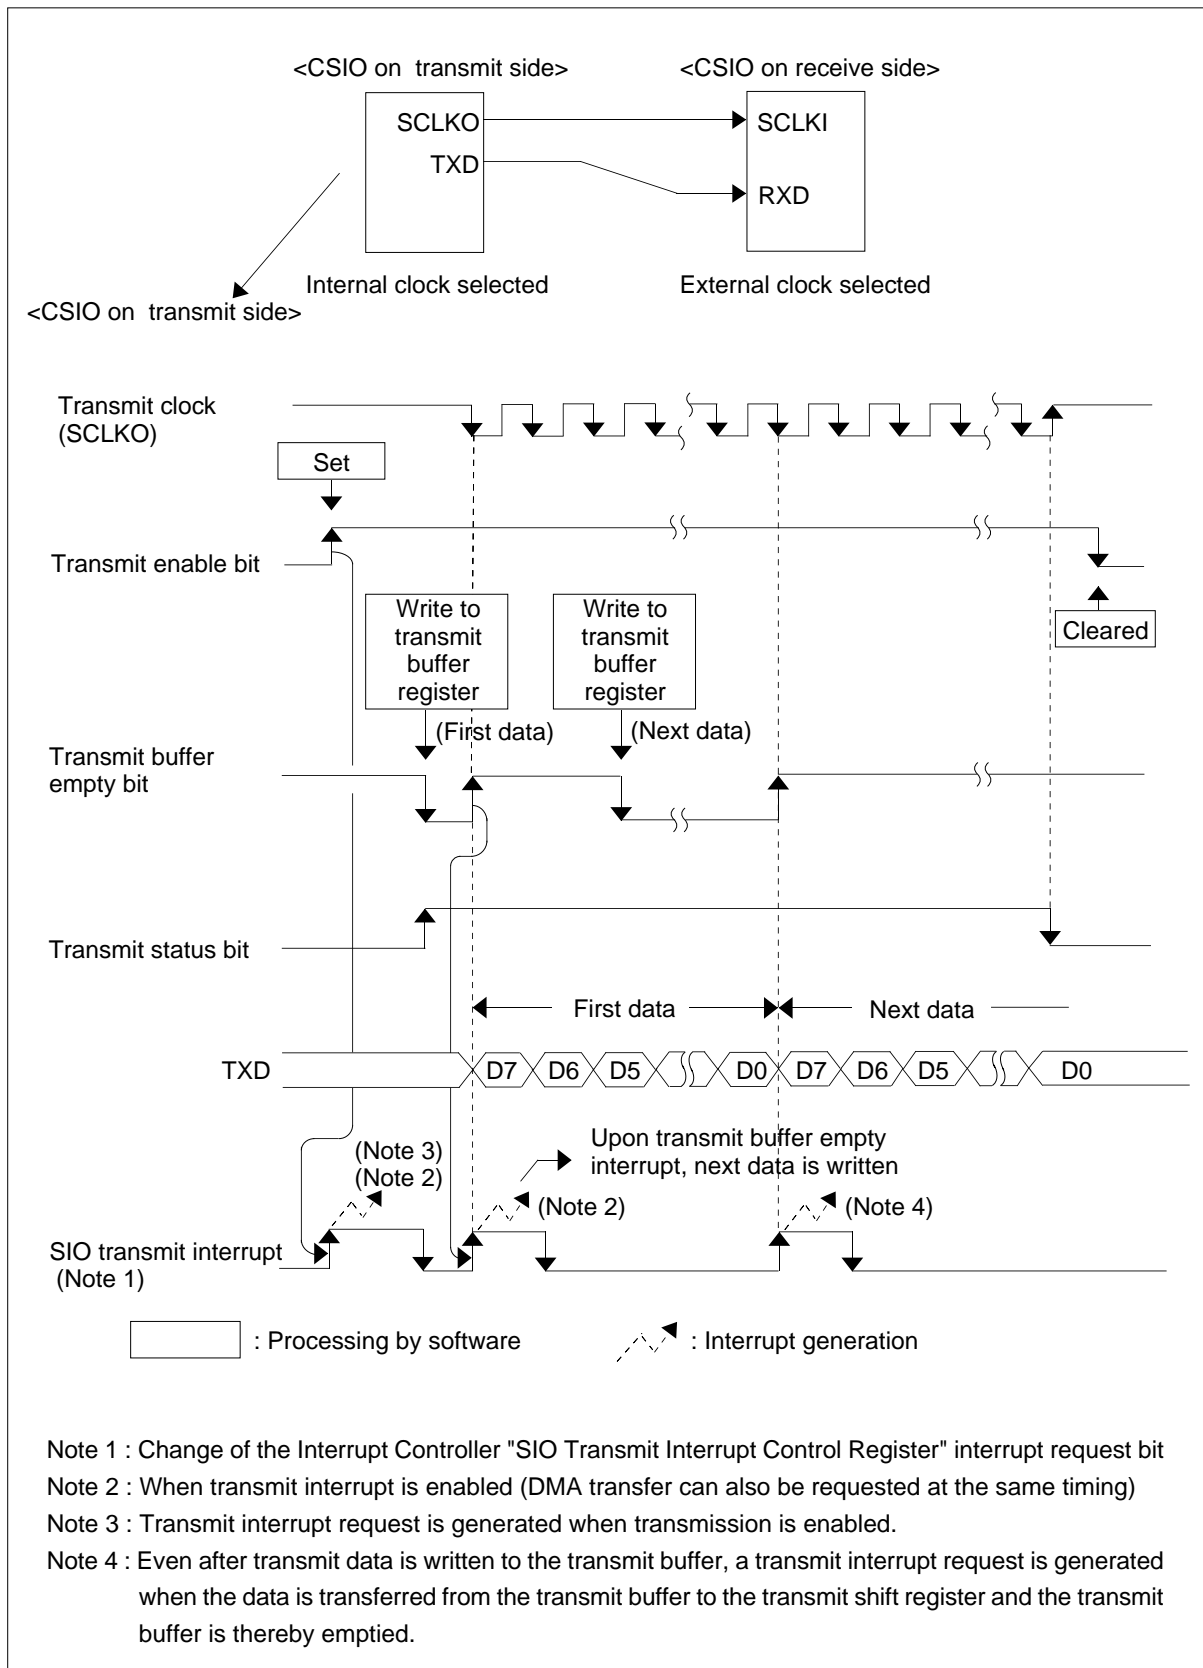 <CSIO on  transmit side>
<CSIO on receive side>
SCLKO
SCLKI
TXD
RXD
Internal clock selected
External clock selected
<CSIO on  transmit side>
Transmit clock
(SCLKO)
Set
Transmit enable bit
Write to
transmit
buffer
register
Write to
transmit
buffer
register
Cleared
(First data)
(Next data)
Transmit buffer
empty bit
Transmit status bit
First data
Next data
TXD
D7
D6
D5
D0
D7
D6
D5
D0
(Note 3)
(Note 2)
Upon transmit buffer empty
interrupt, next data is written
(Note 2)
(Note 4)
SIO transmit interrupt
(Note 1)
: Processing by software
: Interrupt generation
Note 1 : Change of the Interrupt Controller "SIO Transmit Interrupt Control Register" interrupt request bit
Note 2 : When transmit interrupt is enabled (DMA transfer can also be requested at the same timing)
Note 3 : Transmit interrupt request is generated when transmission is enabled.
Note 4 : Even after transmit data is written to the transmit buffer, a transmit interrupt request is generated
when the data is transferred from the transmit buffer to the transmit shift register and the transmit
buffer is thereby emptied.